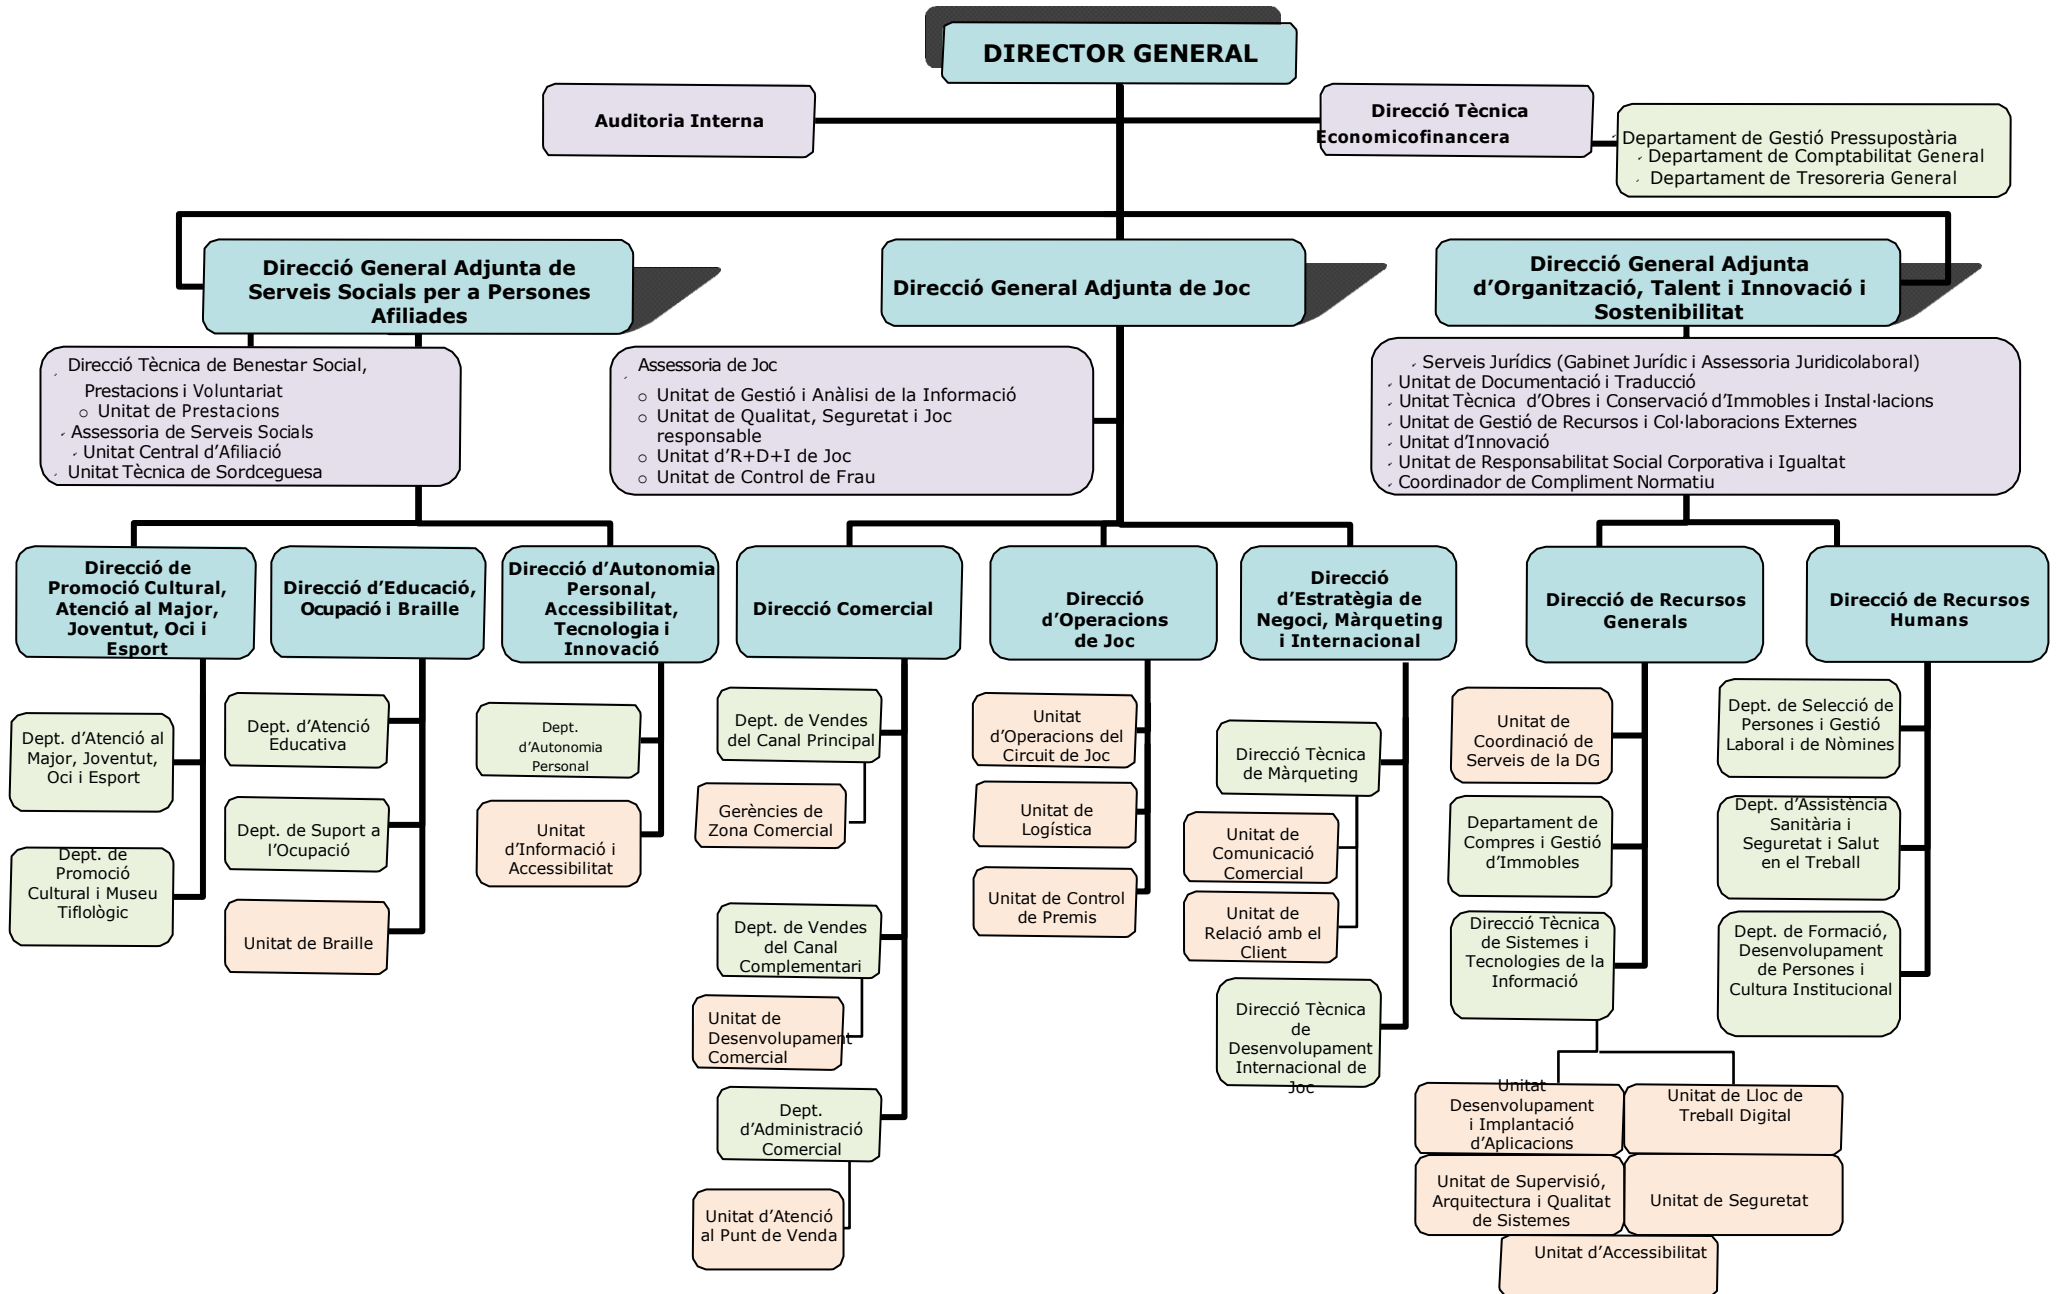 DIRECTOR GENERAL
Auditoria Interna
Direcció Tècnica
Economicofinancera
Departament de Gestió Pressupostària
Departament de Comptabilitat General
Departament de Tresoreria General
Direcció General Adjunta de
Serveis Socials per a Persones
Afiliades
Direcció General Adjunta de Joc
Direcció General Adjunta
d’Organització, Talent i Innovació i
Sostenibilitat
Direcció Tècnica de Benestar Social,
Prestacions i Voluntariat
o Unitat de Prestacions
Assessoria de Serveis Socials
Unitat Central d’Afiliació
Unitat Tècnica de Sordceguesa
Assessoria de Joc
o Unitat de Gestió i Anàlisi de la Informació
o Unitat de Qualitat, Seguretat i Joc
responsable
o Unitat d’R+D+I de Joc
o Unitat de Control de Frau
Serveis Jurídics (Gabinet Jurídic i Assessoria Juridicolaboral)
Unitat de Documentació i Traducció
Unitat Tècnica d’Obres i Conservació d’Immobles i Instal·lacions
Unitat de Gestió de Recursos i Col·laboracions Externes
Unitat d’Innovació
Unitat de Responsabilitat Social Corporativa i Igualtat
Coordinador de Compliment Normatiu
Direcció de
Promoció Cultural,
Atenció al Major,
Joventut, Oci i
Esport
Direcció d’Educació,
Ocupació i Braille
Direcció d’Autonomia
Personal,
Accessibilitat,
Tecnologia i
Innovació
Direcció Comercial
Direcció
d’Operacions
de Joc
Direcció
d’Estratègia de
Negoci, Màrqueting
i Internacional
Direcció de Recursos
Generals
Direcció de Recursos
Humans
Dept. d’Atenció al
Major, Joventut,
Oci i Esport
Dept. de
Promoció
Cultural i Museu
Tiflològic
Dept. d’Atenció
Educativa
Dept. de Suport a
l’Ocupació
Unitat de Braille
Dept.
d’Autonomia
Personal
Unitat
d’Informació i
Accessibilitat
Dept. de Vendes
del Canal Principal
Gerències de
Zona Comercial
Dept. de Vendes
del Canal
Complementari
Unitat de
Desenvolupament
Comercial
Dept.
d’Administració
Comercial
Unitat d’Atenció
al Punt de Venda
Unitat
d’Operacions del
Circuit de Joc
Unitat de
Logística
Unitat de Control
de Premis
Direcció Tècnica
de Màrqueting
Unitat de
Comunicació
Comercial
Unitat de
Relació amb el
Client
Direcció Tècnica
de
Desenvolupament
Internacional de
Joc
Unitat de
Coordinació de
Serveis de la DG
Departament de
Compres i Gestió
d’Immobles
Direcció Tècnica
de Sistemes i
Tecnologies de la
Informació
Unitat
Desenvolupament
i Implantació
d’Aplicacions
Unitat de Lloc de
Treball Digital
Unitat de Supervisió,
Arquitectura i Qualitat
de Sistemes
Unitat de Seguretat
Unitat d’Accessibilitat
Dept. de Selecció de
Persones i Gestió
Laboral i de Nòmines
Dept. d’Assistència
Sanitària i
Seguretat i Salut
en el Treball
Dept. de Formació,
Desenvolupament
de Persones i
Cultura Institucional